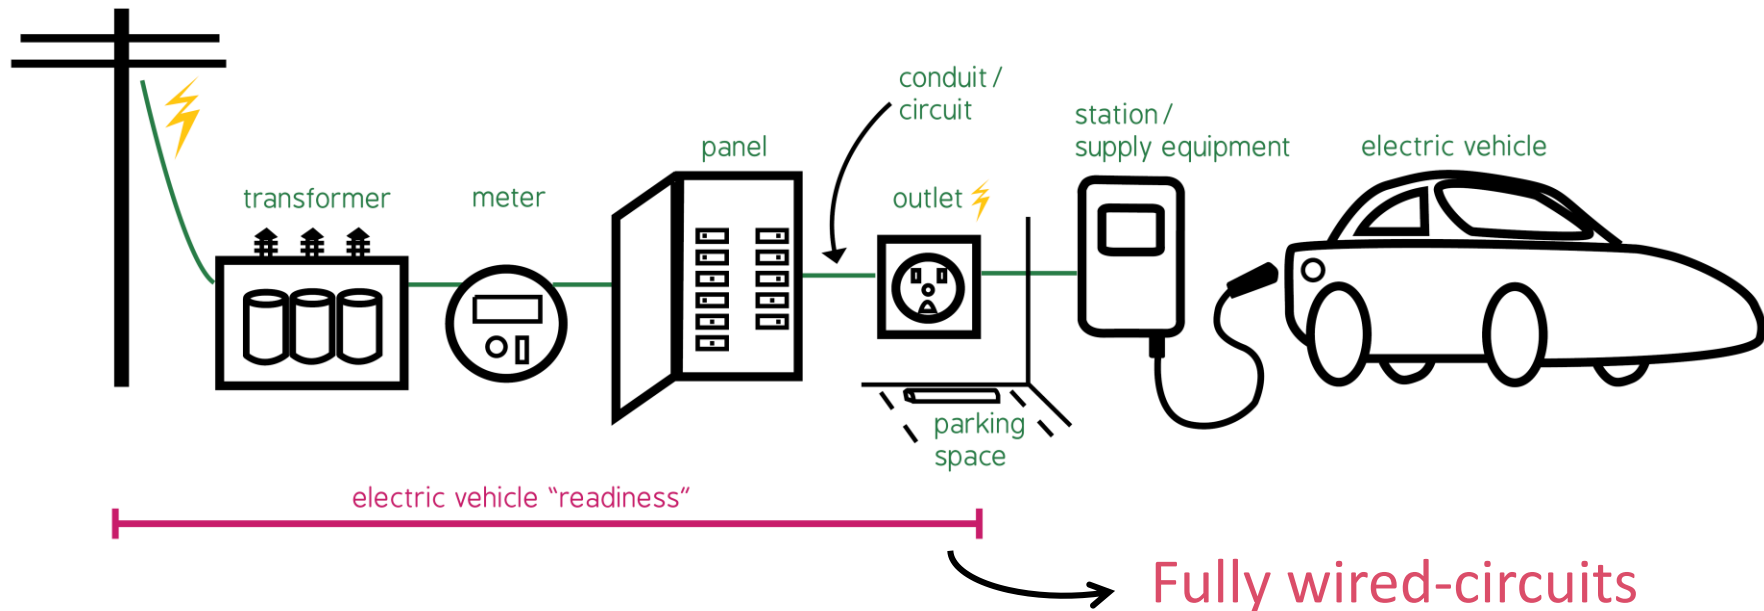 conduit /
circuit
station /
supply equipment
panel
electric vehicle
transformer
meter
outlet
parking
space
electric vehicle “readiness”
Fully wired-circuits